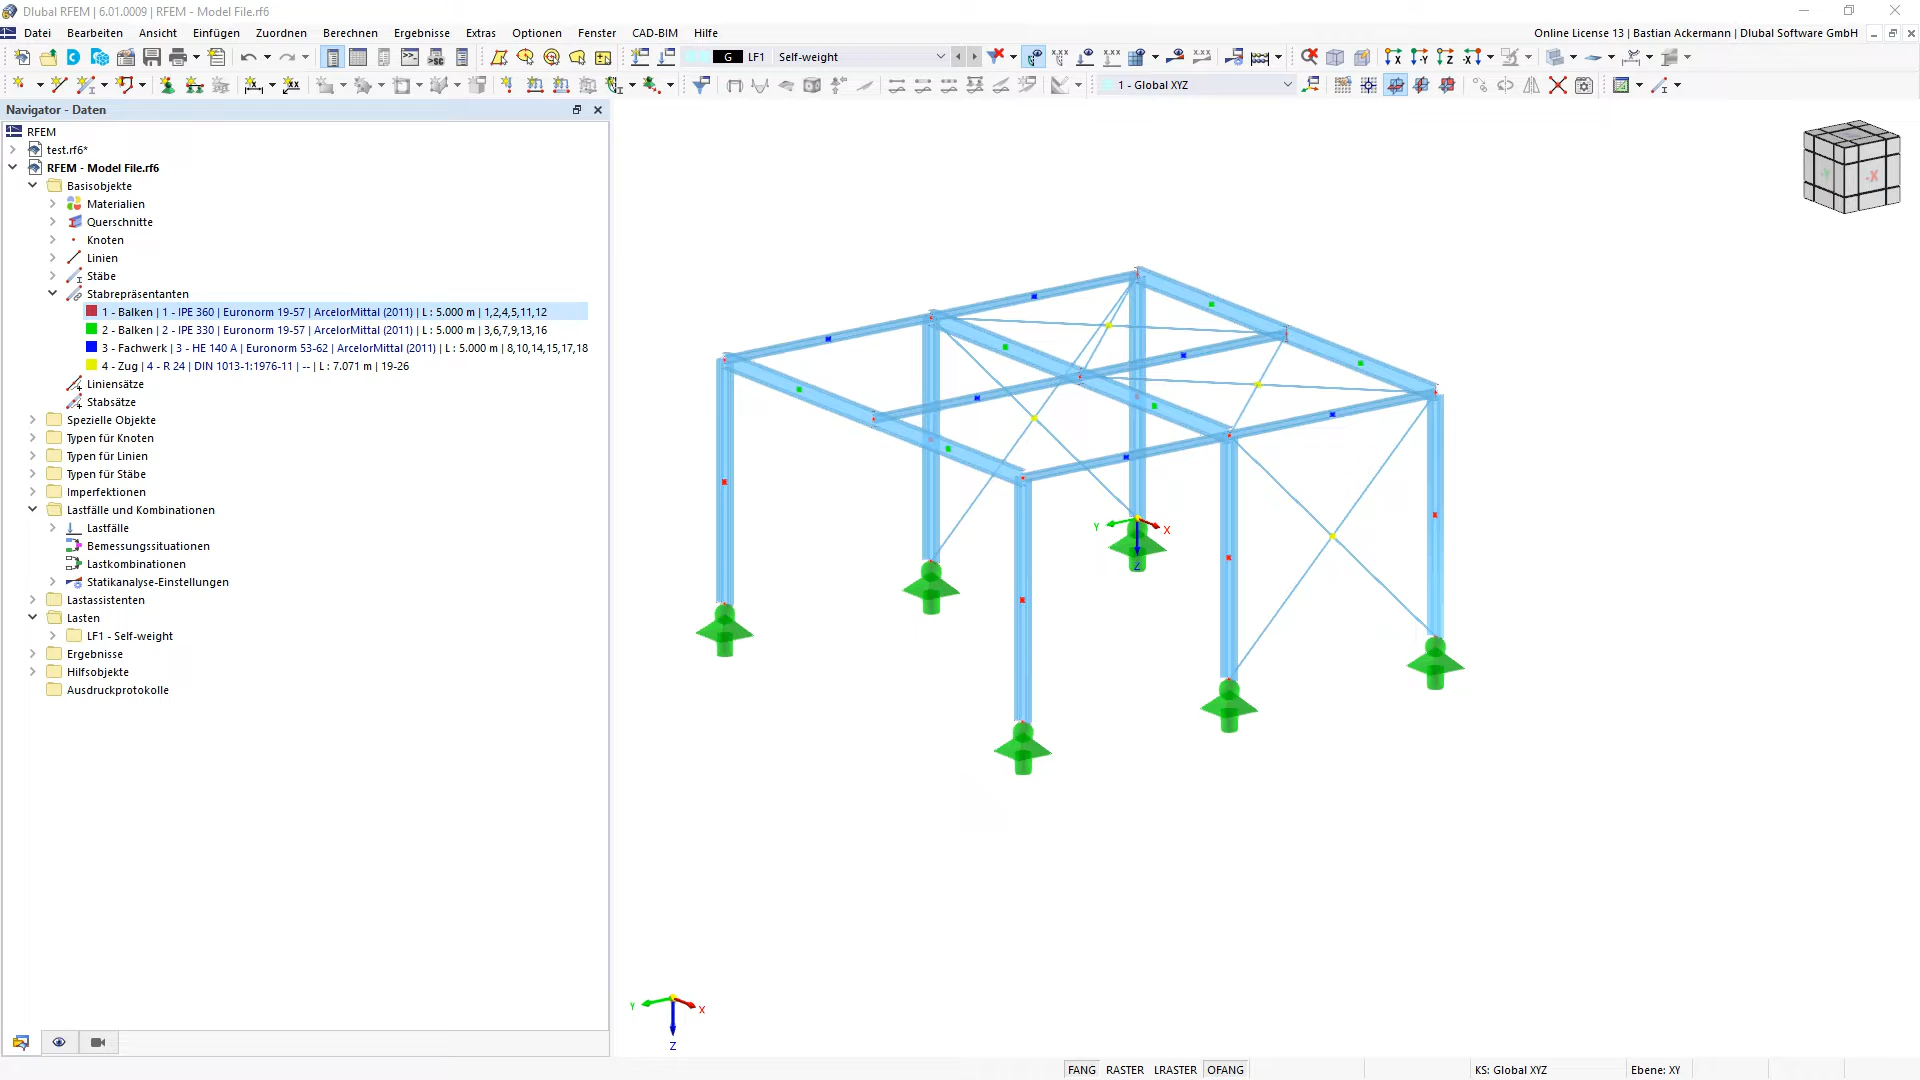 Dlubal RFEM | 6.01.0009 | RFEM - Model File.rf6
Datei Bearbeiten Ansicht Einfügen Zuordnen Berechnen Ergebnisse Extras Optionen Fenster CAD-BIM Hilfe
Online License 13 | Bastian Ackermann | Dlubal Software GmbH
G LF1 Self-weight
1 - Global XYZ
Navigator - Daten
RFEM
test.rf6*
RFEM - Model File.rf6
Basisobjekte
Materialien
Querschnitte
Knoten
Linien
Stäbe
Stabrepräsentanten
1 - Balken | 1 - IPE 360 | Euronorm 19-57 | ArcelorMittal (2011) | L : 5.000 m | 1,2,4,5,11,12
2 - Balken | 2 - IPE 330 | Euronorm 19-57 | ArcelorMittal (2011) | L : 5.000 m | 3,6,7,9,13,16
3 - Fachwerk | 3 - HE 140 A | Euronorm 53-62 | ArcelorMittal (2011) | L : 5.000 m | 8,10,14,15,17,18
4 - Zug | 4 - R 24 | DIN 1013-1:1976-11 | -- | L : 7.071 m | 19-26
Liniensätze
Stabsätze
Spezielle Objekte
Typen für Knoten
Typen für Linien
Typen für Stäbe
Imperfektionen
Lastfälle und Kombinationen
Lastfälle
Bemessungssituationen
Lastkombinationen
Statikanalyse-Einstellungen
Lastassistenten
Lasten
LF1 - Self-weight
Ergebnisse
Hilfsobjekte
Ausdruckprotokolle
-X
Y X
Z
Y X
Z
FANG RASTER LRASTER OFANG
KS: Global XYZ
Ebene: XY